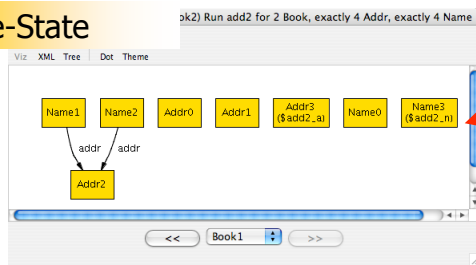 e-State
ok2) Run add2 for 2 Book, exactly 4 Addr, exactly 4 Name
Viz XML Tree Dot Theme
Name1 Name2 Addr0 Addr1 Addr3 ($add2_a) Name0 Name3 ($add2_n)
addr addr
Addr2
<< Book1 >>